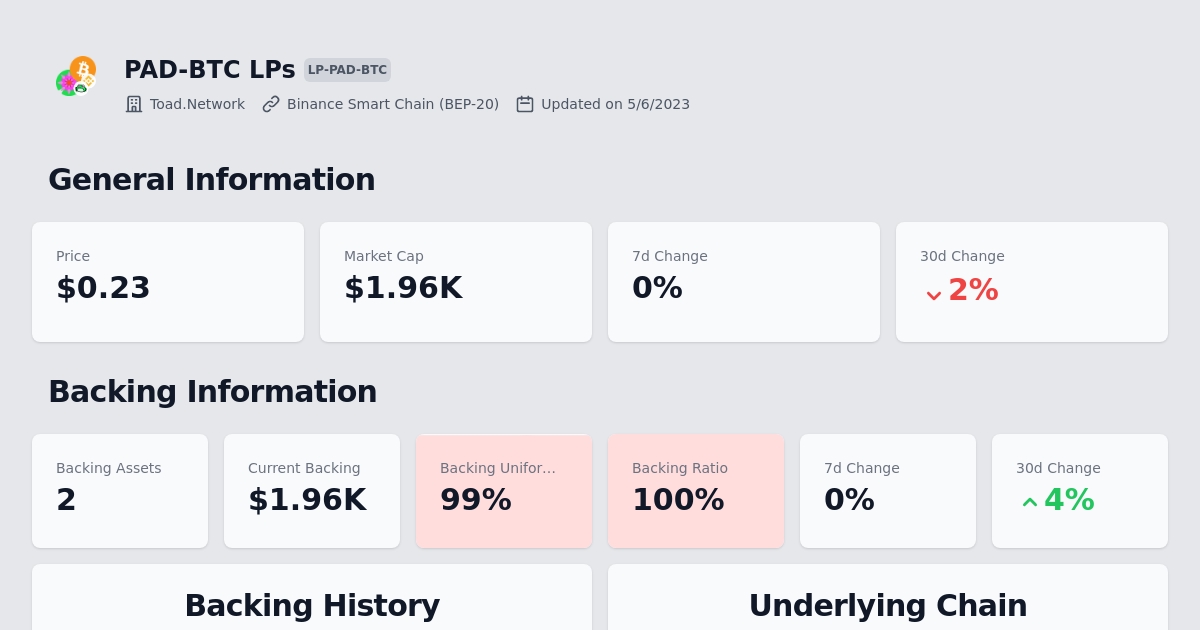 PAD-BTC LPs LP-PAD-BTC
Toad.Network Binance Smart Chain (BEP-20) Updated on 5/6/2023
General Information
Price Market Cap 7d Change 30d Change
$0.23 $1.96K 0% 2%
Backing Information
Backing Assets Current Backing Backing Unifor... Backing Ratio 7d Change 30d Change
2 $1.96K 99% 100% 0% 4%
Backing History Underlying Chain